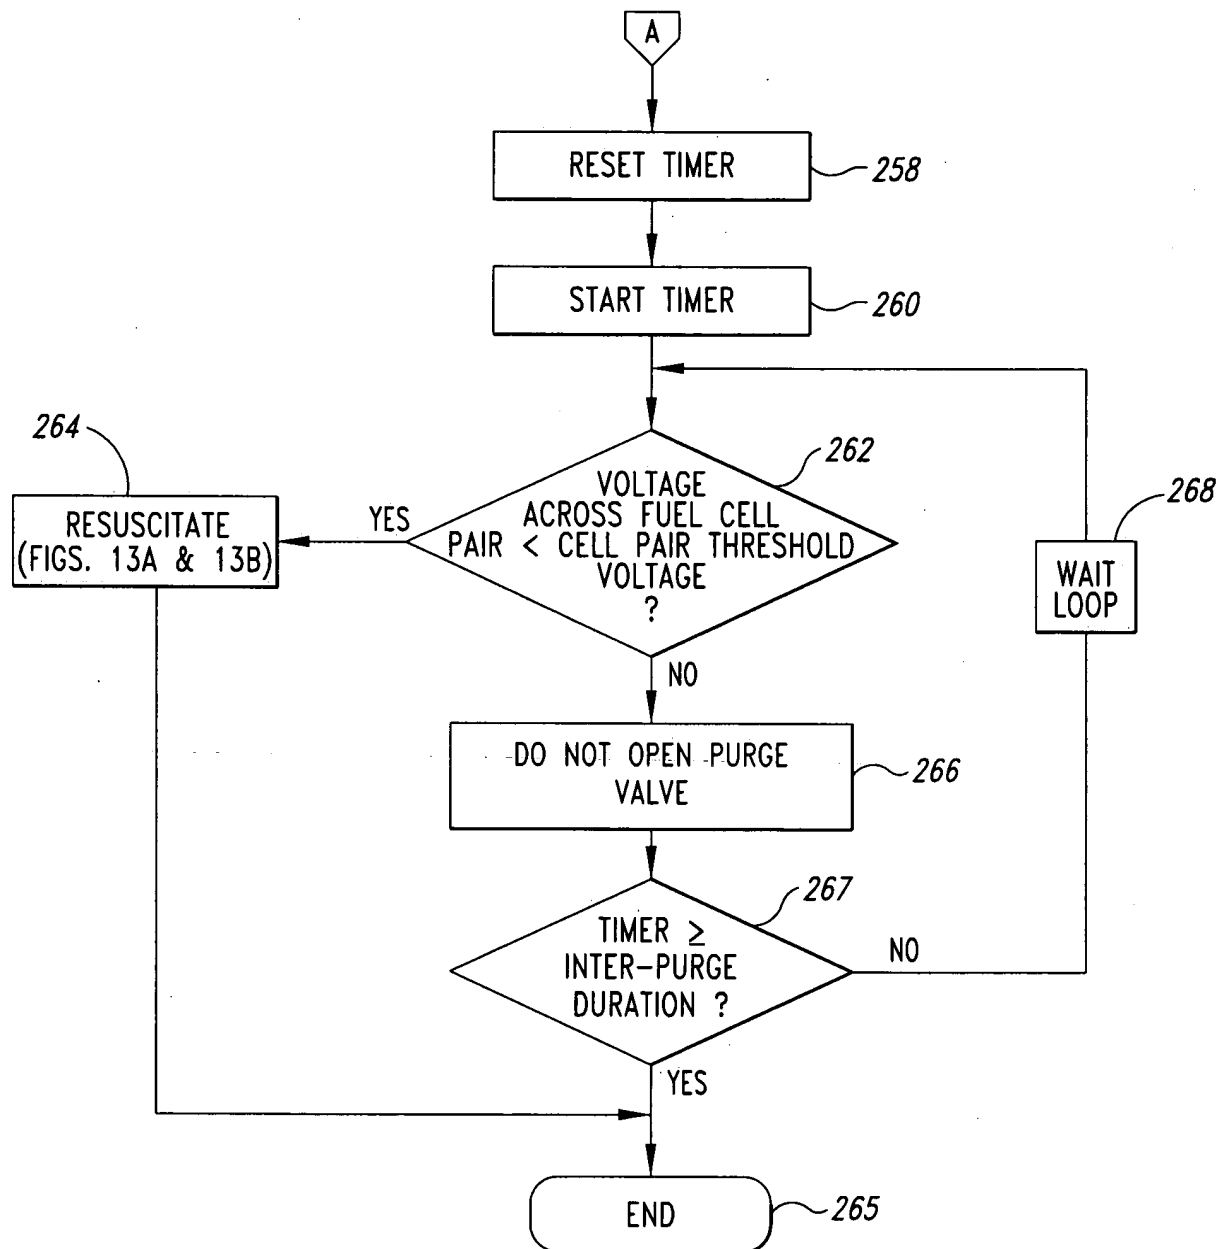 A
RESET TIMER
258
START TIMER
260
264
RESUSCITATE
(FIGS. 13A & 13B)
YES
262
VOLTAGE
ACROSS FUEL CELL
PAIR < CELL PAIR THRESHOLD
VOLTAGE
?
268
WAIT
LOOP
NO
DO NOT OPEN PURGE
VALVE
266
267
TIMER ≥
INTER-PURGE
DURATION ?
NO
YES
END
265